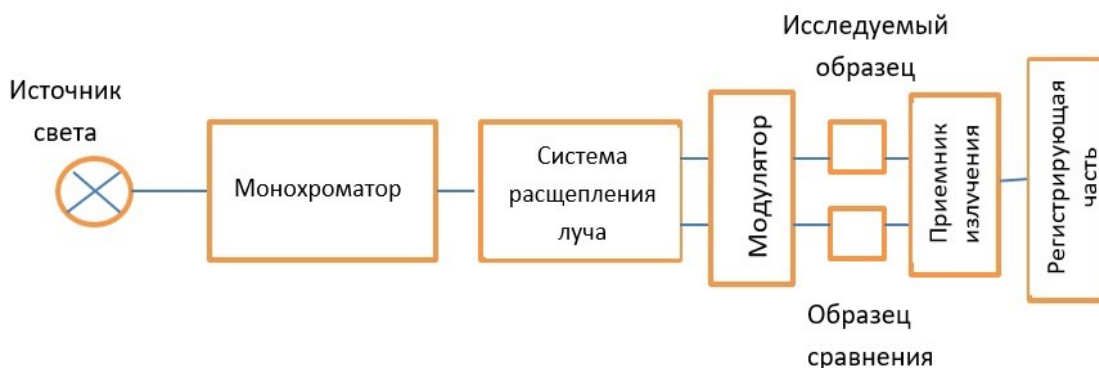 Источник
света
Монохроматор
Система
расщепления
луча
Модулятор
Исследуемый
образец
Образец
сравнения
Приемник
излучения
Регистрирующая
часть